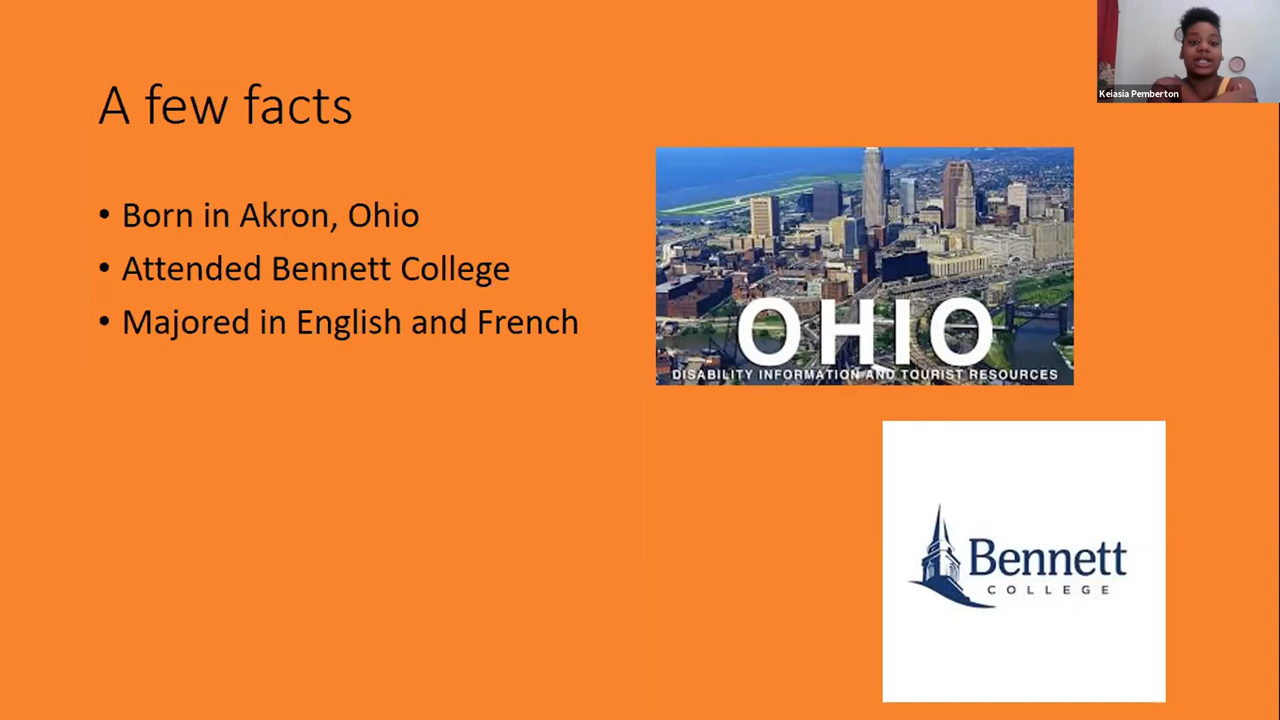 Keiasia Pemberton
A few facts
• Born in Akron, Ohio
• Attended Bennett College
• Majored in English and French
OHIO
DISABILITY INFORMATION AND TOURIST RESOURCES
Bennett
COLLEGE